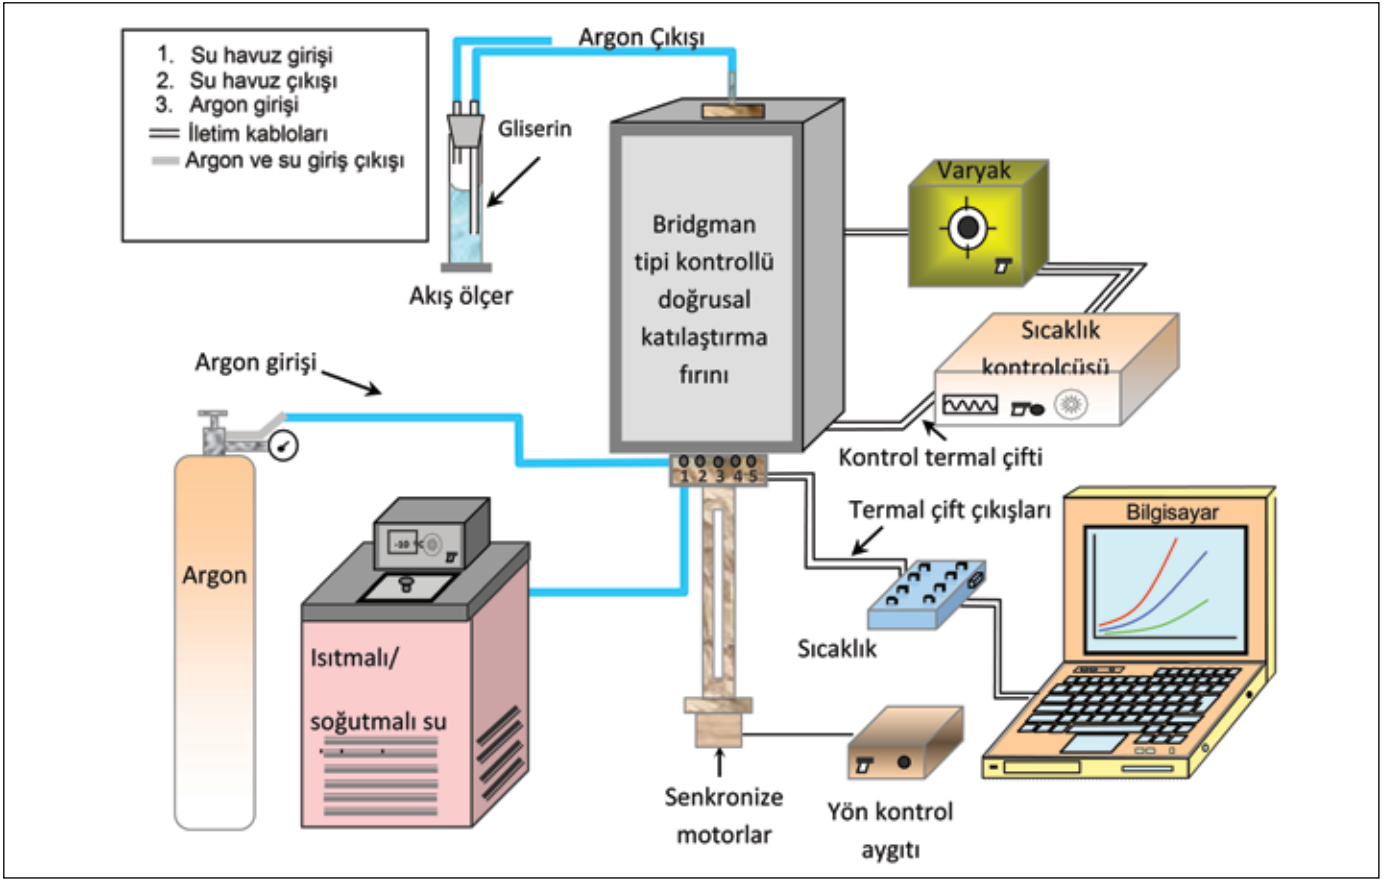 1. Su havuz girişi
2. Su havuz çıkışı
3. Argon girişi
İletim kabloları
Argon ve su giriş çıkışı
Argon Çıkışı
Gliserin
Akış ölçer
Bridgman
tipi kontrollü
doğrusal
katılaştırma
fırını
Varyak
Sıcaklık
kontrolcüsü
Kontrol termal çifti
Argon girişi
1 2 3 4 5
Termal çift çıkışları
Bilgisayar
-10 °C
Argon
Isıtmalı/
soğutmalı su
Sıcaklık
Senkronize
motorlar
Yön kontrol
aygıtı